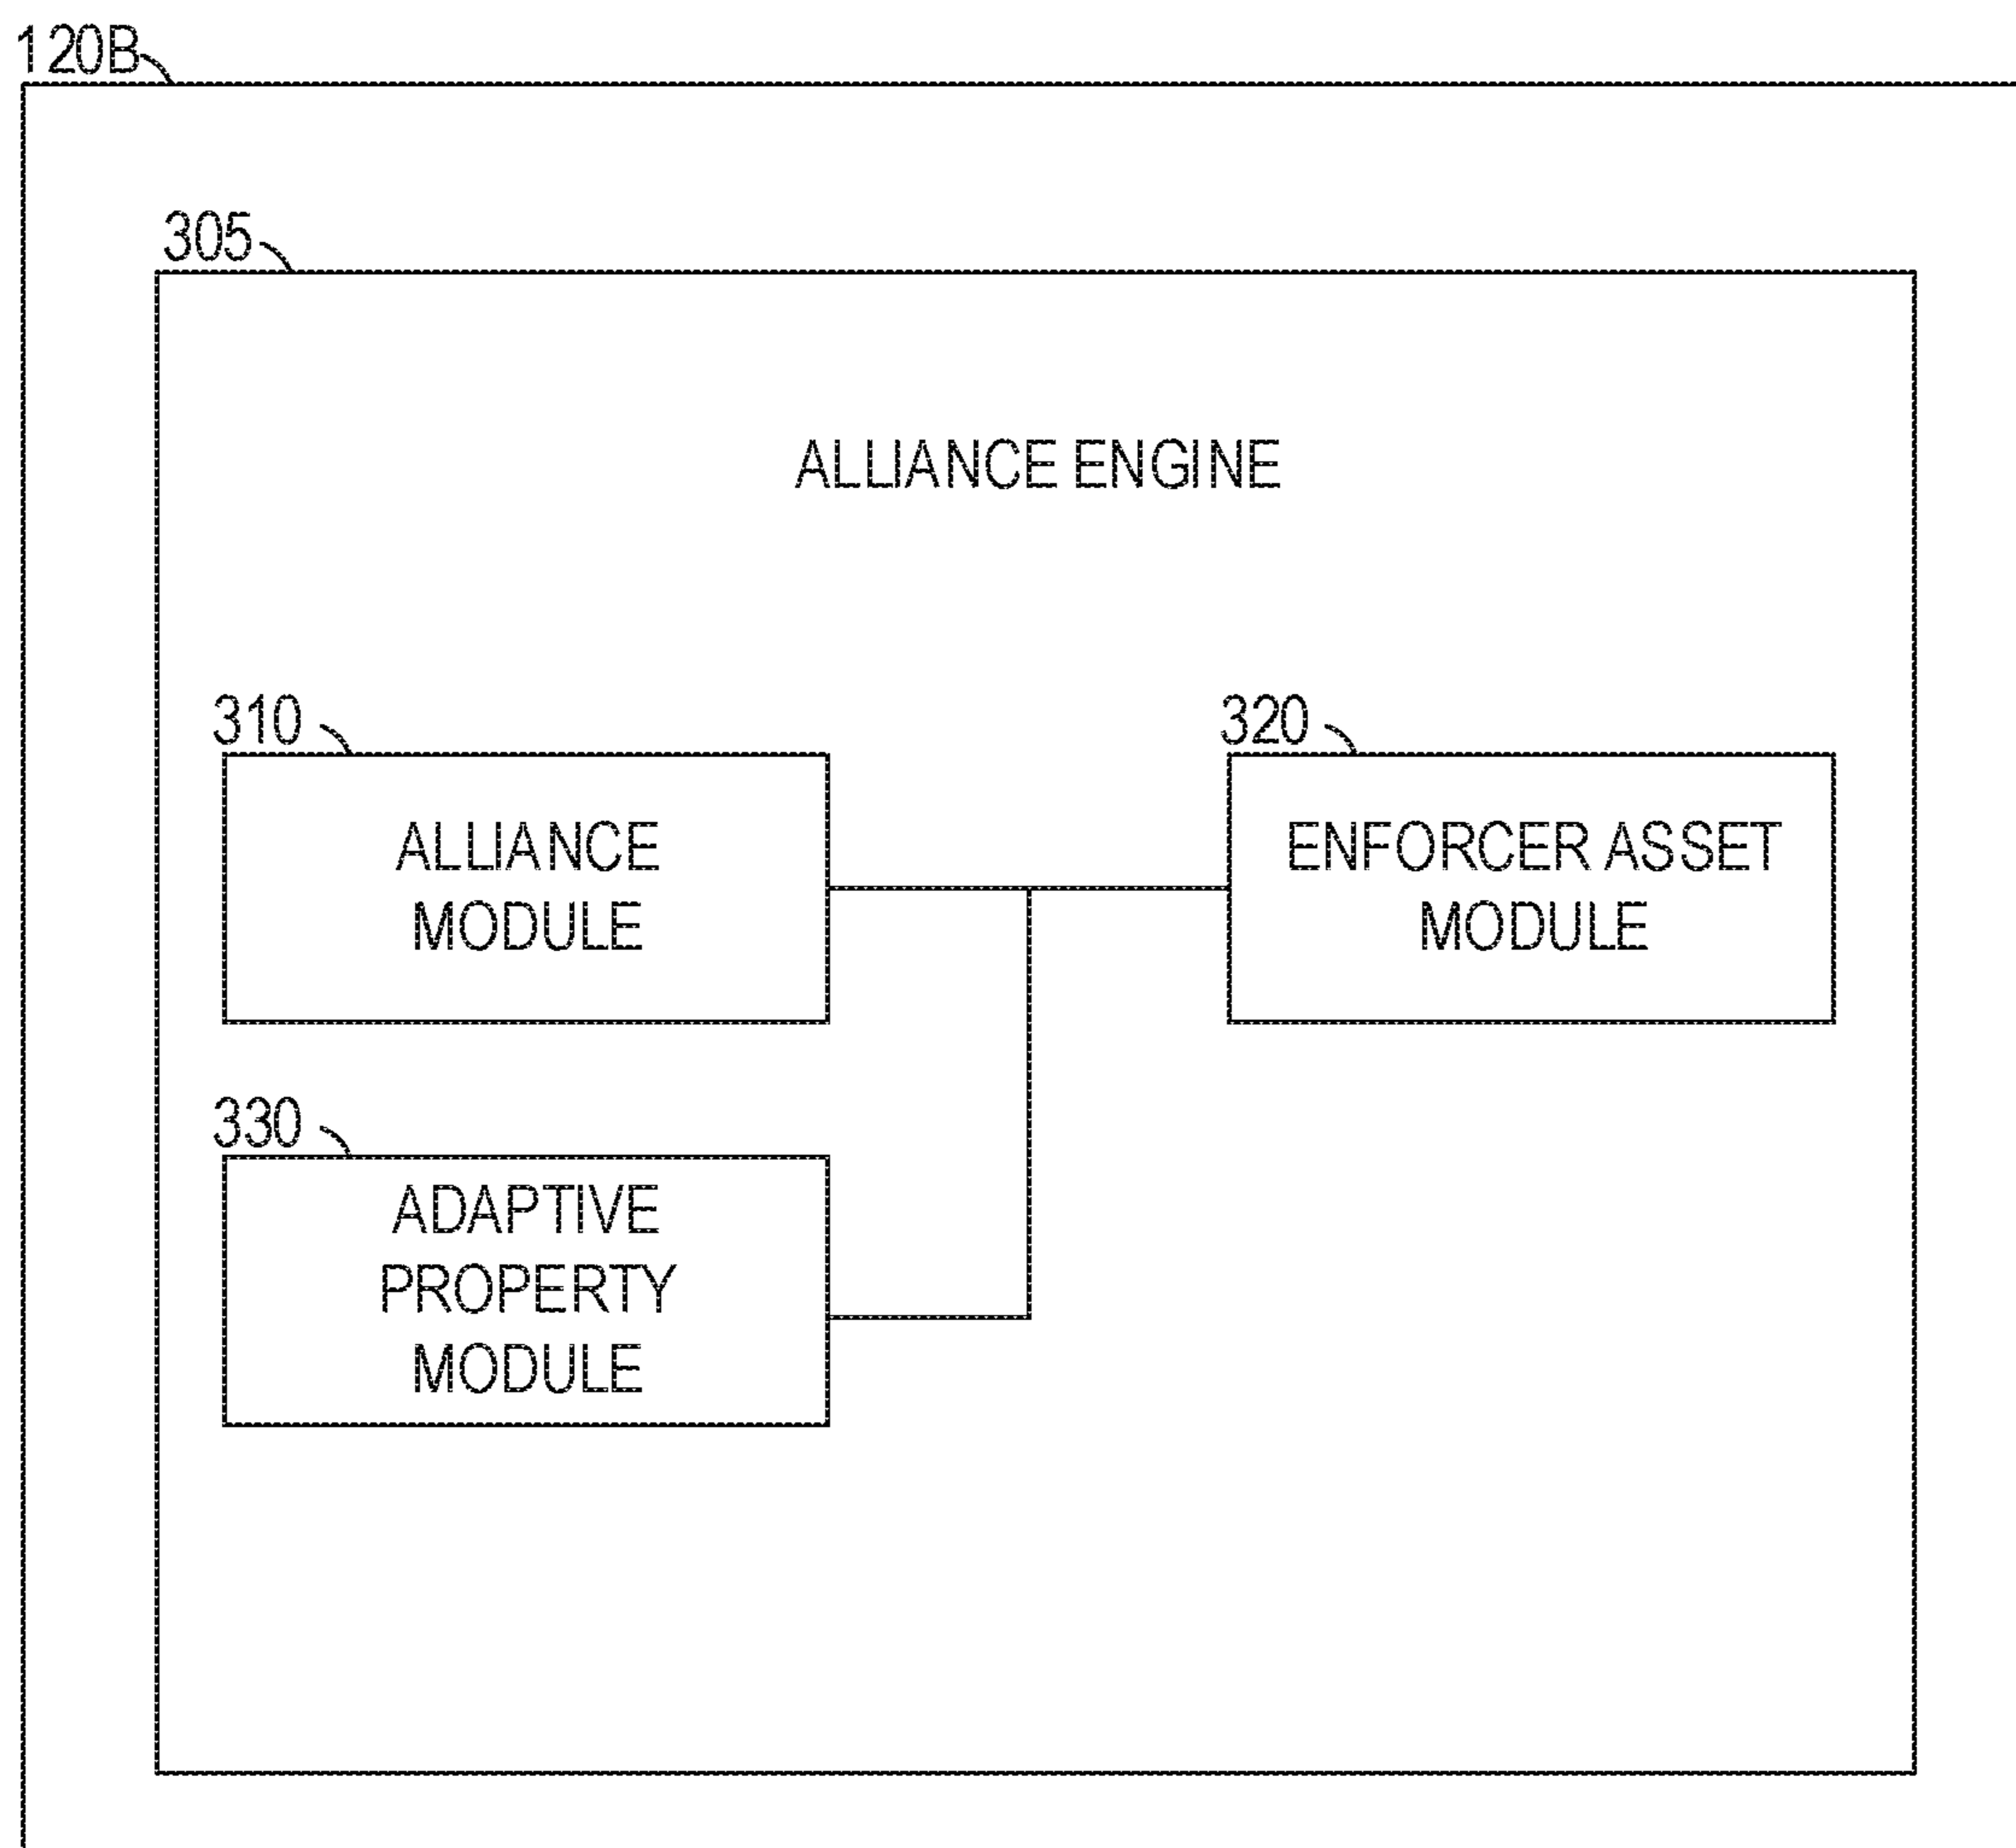 120B
305
ALLIANCE ENGINE
310
320
ALLIANCE
MODULE
ENFORCER ASSET
MODULE
330
ADAPTIVE
PROPERTY
MODULE